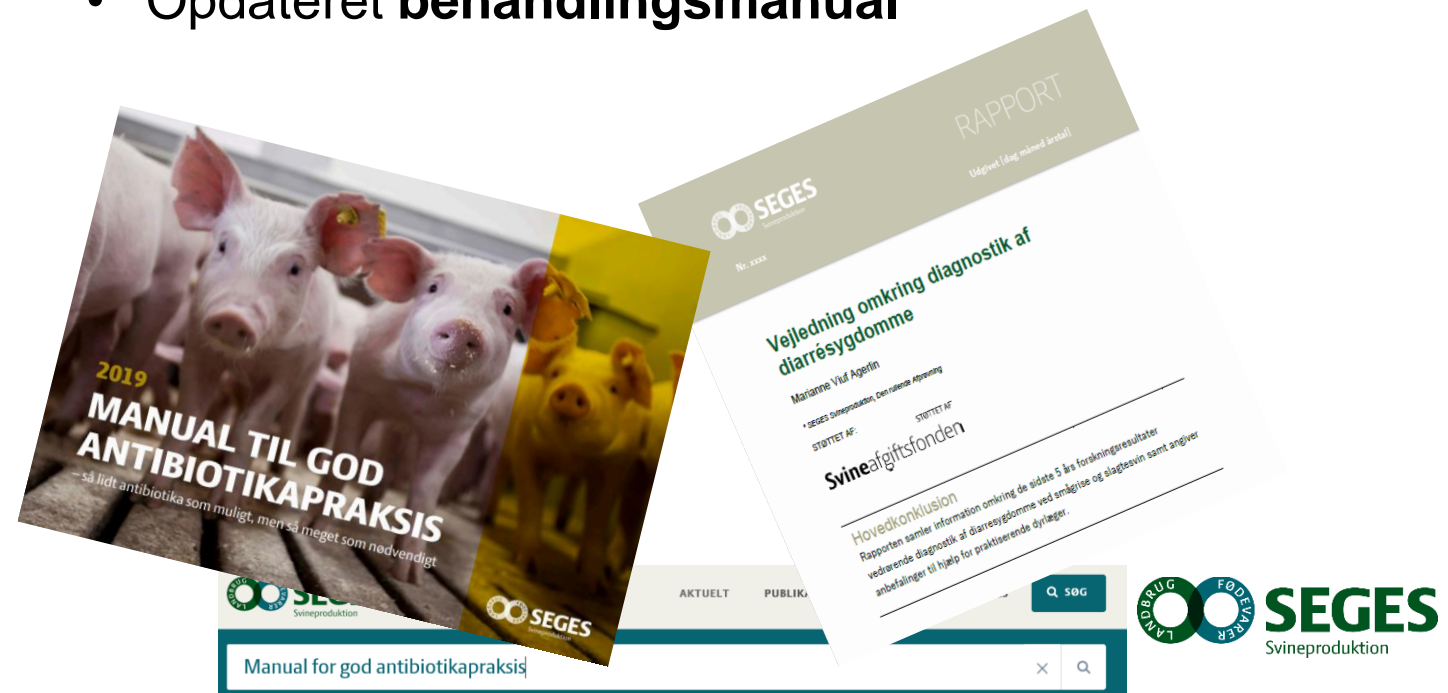 • Opdateret behandlingsmanual
RAPPORT
Udgivet [dag måned årstal]
SEGES
Svineproduktion
Nr. xxxx
Vejledning omkring diagnostik af
diarrésygdomme
Marianne Viuf Agerlin
* SEGES Svineproduktion, Den rullende Afprøvning
STØTTET AF:
STØTTET AF
Svineafgiftsfonden
Hovedkonklusion
Rapporten samler information omkring de sidste 5 års forskningsresultater
vedrørende diagnostik af diarresygdomme ved smågrise og slagtesvin samt angiver
anbefalinger til hjælp for praktiserende dyrlæger.
2019
MANUAL TIL GOD
ANTIBIOTIKAPRAKSIS
– så lidt antibiotika som muligt, men så meget som nødvendigt
SEGES
Svineproduktion
Svineproduktion
AKTUELT
SØG
Manual for god antibiotikapraksis
LANDBRUG FØDEVARER
SEGES
Svineproduktion